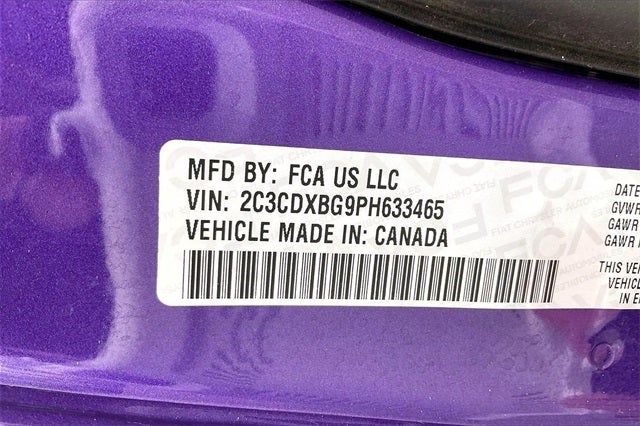 MFD BY: FCA US LLC
VIN: 2C3CDXBG9PH633465
VEHICLE MADE IN: CANADA
DATE
GVWR
GAWR
GAWR
THIS VE
VEHICL
IN E